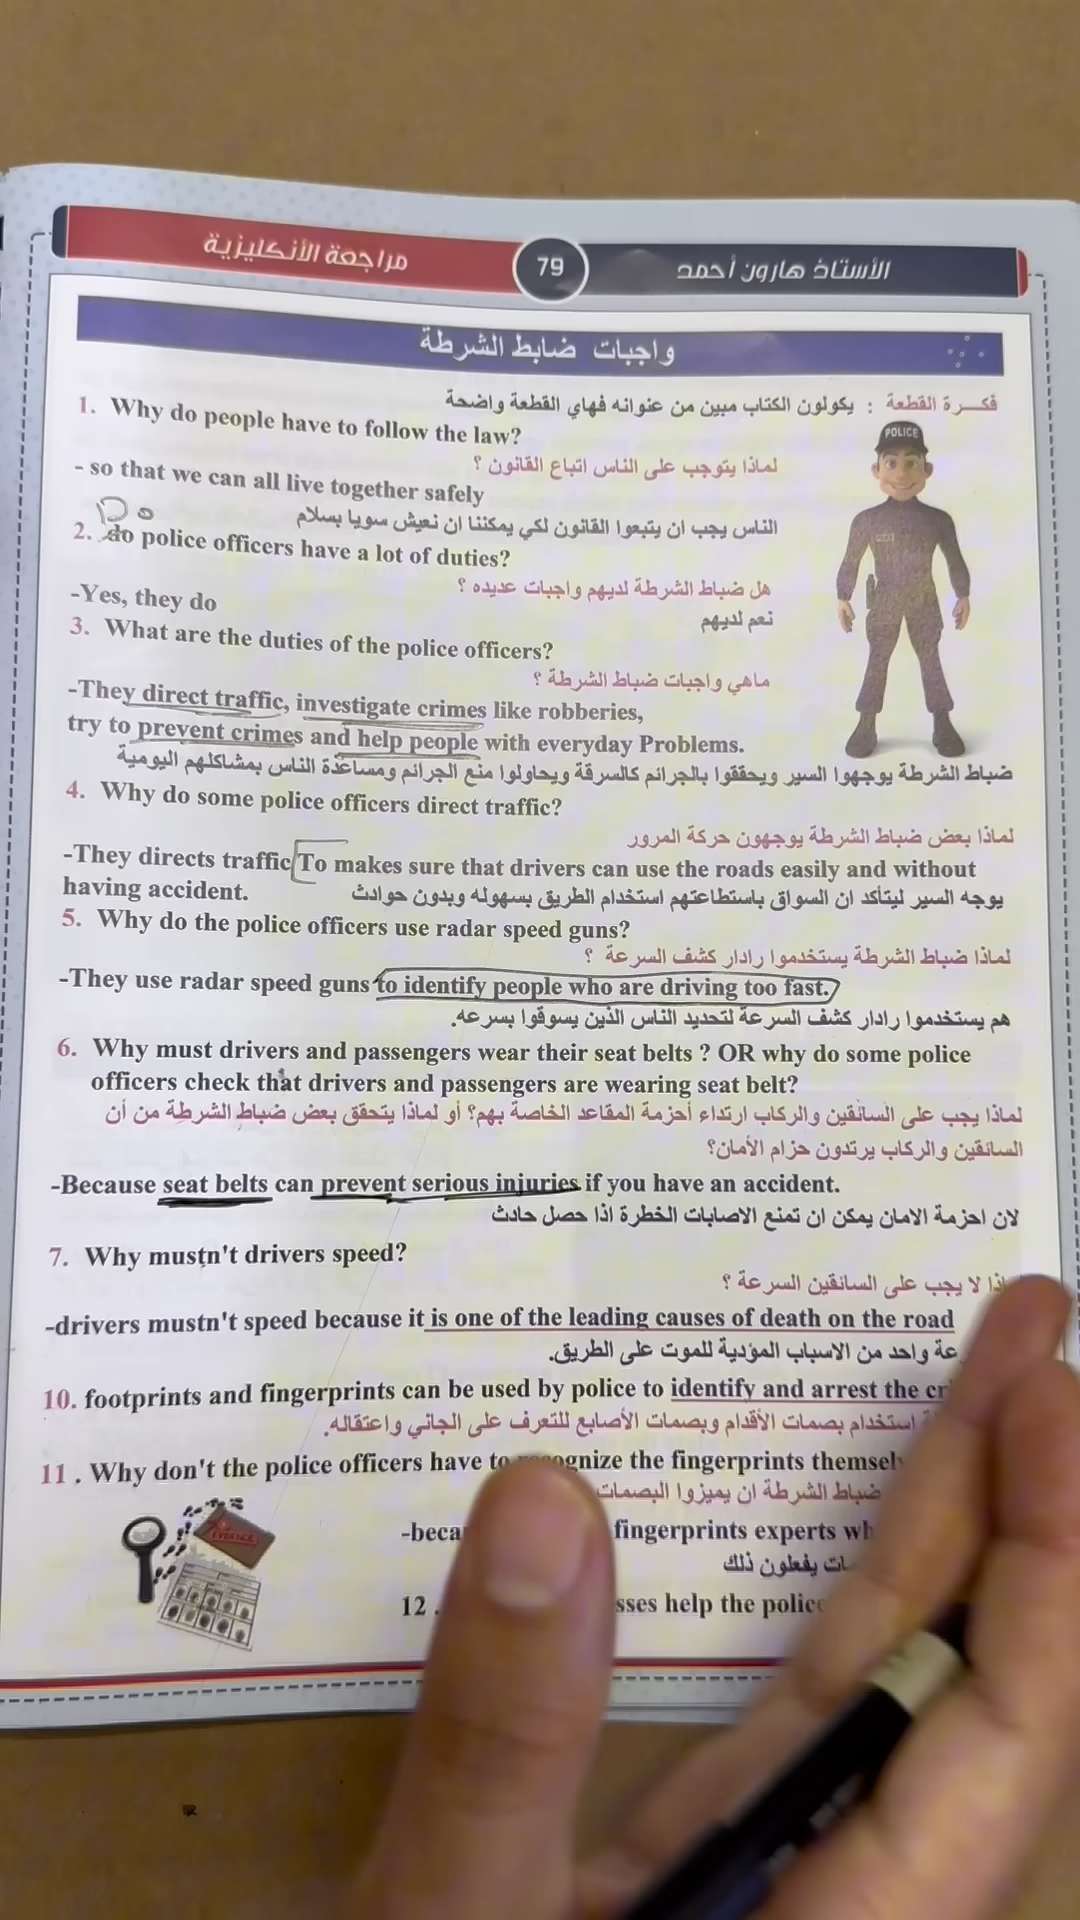 مراجعة الأنكليزية
79
الأستاذ هارون أحمد
واجبات ضابط الشرطة
فكـــرة القطعة : يكولون الكتاب مبين من عنوانه فهاي القطعة واضحة
1. Why do people have to follow the law?
POLICE
لماذا يتوجب على الناس اتباع القانون ؟
- so that we can all live together safely
الناس يجب ان يتبعوا القانون لكي يمكننا ان نعيش سويا بسلام
Do
2. do police officers have a lot of duties?
هل ضباط الشرطة لديهم واجبات عديده ؟
-Yes, they do
نعم لديهم
3. What are the duties of the police officers?
ماهي واجبات ضباط الشرطة ؟
-They direct traffic, investigate crimes like robberies,
try to prevent crimes and help people with everyday Problems.
ضباط الشرطة يوجهوا السير ويحققوا بالجرائم كالسرقة ويحاولوا منع الجرائم ومساعدة الناس بمشاكلهم اليومية
4. Why do some police officers direct traffic?
لماذا بعض ضباط الشرطة يوجهون حركة المرور
-They directs traffic To makes sure that drivers can use the roads easily and without
having accident.
يوجه السير ليتأكد ان السواق باستطاعتهم استخدام الطريق بسهوله وبدون حوادث
5. Why do the police officers use radar speed guns?
لماذا ضباط الشرطة يستخدموا رادار كشف السرعة ؟
-They use radar speed guns to identify people who are driving too fast.
هم يستخدموا رادار كشف السرعة لتحديد الناس الذين يسوقوا بسرعه.
6. Why must drivers and passengers wear their seat belts ? OR why do some police
officers check that drivers and passengers are wearing seat belt?
لماذا يجب على السائقين والركاب ارتداء أحزمة المقاعد الخاصة بهم؟ أو لماذا يتحقق بعض ضباط الشرطة من أن
السائقين والركاب يرتدون حزام الأمان؟
-Because seat belts can prevent serious injuries if you have an accident.
لان احزمة الامان يمكن ان تمنع الاصابات الخطرة اذا حصل حادث
7. Why mustn't drivers speed?
لا يجب على السائقين السرعة ؟
-drivers mustn't speed because it is one of the leading causes of death on the road
واحد من الاسباب المؤدية للموت على الطريق.
10. footprints and fingerprints can be used by police to identify and arrest the
استخدام بصمات الأقدام وبصمات الأصابع للتعرف على الجاني واعتقاله.
11 . Why don't the police officers have to recognize the fingerprints
ضباط الشرطة ان يميزوا البصمات
fingerprints experts
يفعلون ذلك
12 . help the police